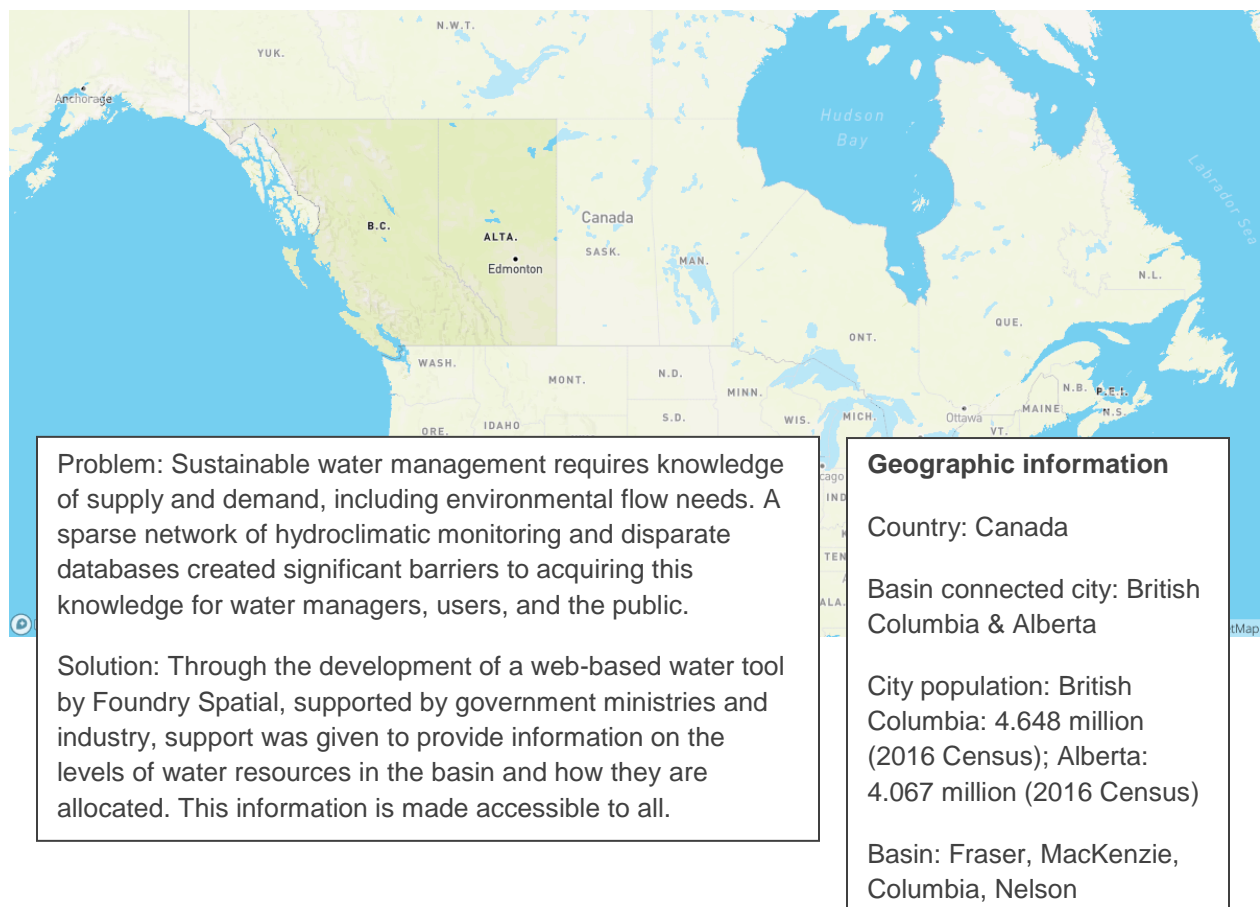 N.W.T.
YUK.
Anchorage
Hudson
Bay
Labrador Sea
B.C.
ALTA.
Edmonton
Canada
SASK.
MAN.
N.L.
ONT.
QUE.
WASH.
MONT.
N.D.
MINN.
N.B.
P.E.I.
ORE.
IDAHO
S.D.
WIS.
MICH.
Ottawa
MAINE
N.S.
VT.
Problem: Sustainable water management requires knowledge
of supply and demand, including environmental flow needs. A
sparse network of hydroclimatic monitoring and disparate
databases created significant barriers to acquiring this
knowledge for water managers, users, and the public.
Solution: Through the development of a web-based water tool
by Foundry Spatial, supported by government ministries and
industry, support was given to provide information on the
levels of water resources in the basin and how they are
allocated. This information is made accessible to all.
cago
IND
TEN
ALA.
Geographic information
Country: Canada
Basin connected city: British
Columbia & Alberta
City population: British
Columbia: 4.648 million
(2016 Census); Alberta:
4.067 million (2016 Census)
Basin: Fraser, MacKenzie,
Columbia, Nelson
tMap